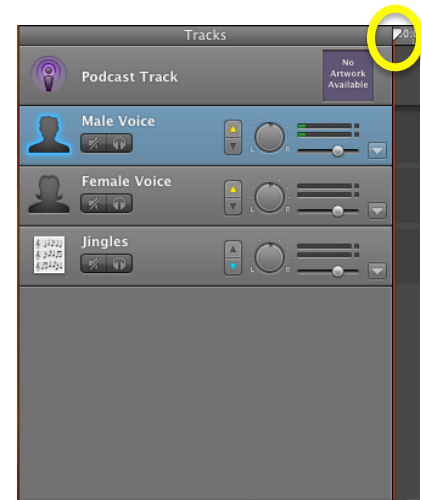 Tracks
No
Artwork
Available
Podcast Track
Male Voice
L R
Female Voice
L R
Jingles
L R